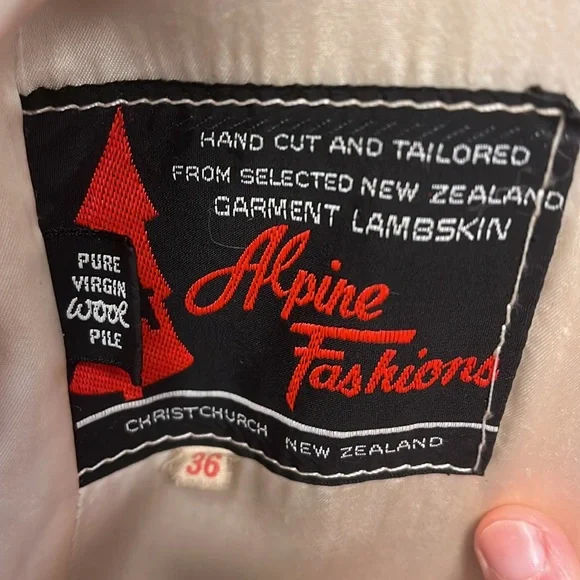 HAND CUT AND TAILORED
FROM SELECTED NEW ZEALAND
GARMENT LAMBSKIN
Alpine
Fashions
PURE
VIRGIN
wool
PILE
CHRISTCHURCH NEW ZEALAND
36